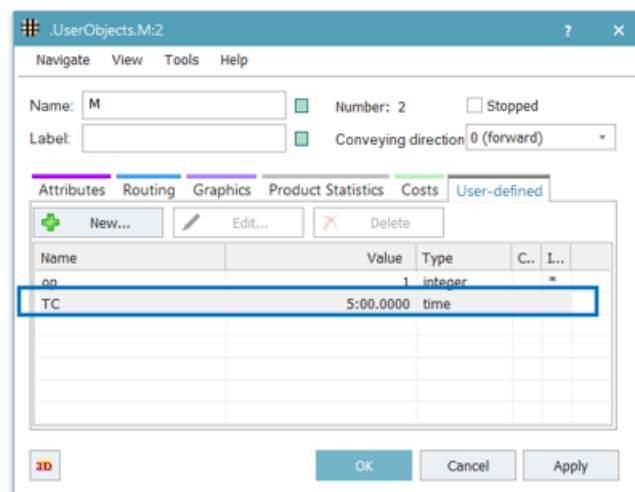 .UserObjects.M:2 ? ×
Navigate View Tools Help
Name: M Number: 2 Stopped
Label: Conveying direction 0 (forward)
Attributes Routing Graphics Product Statistics Costs User-defined
New... Edit... Delete
Name Value Type C.. I...
op 1 integer *
TC 5:00.0000 time
3D OK Cancel Apply